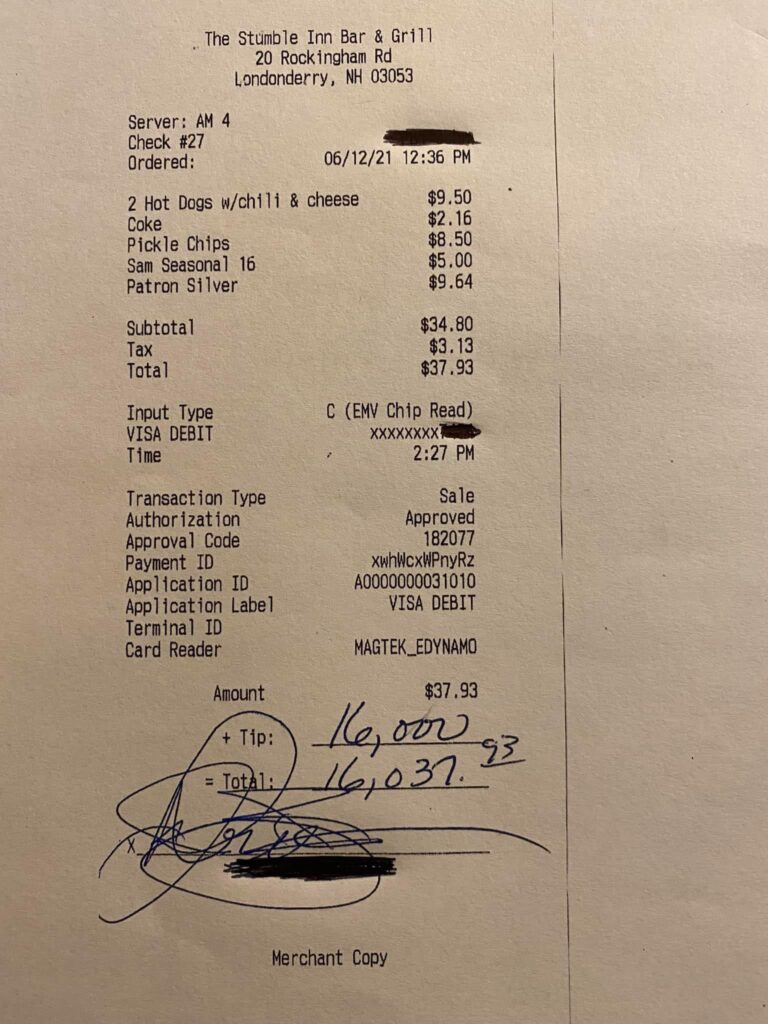 The Stumble Inn Bar & Grill
20 Rockingham Rd
Londonderry, NH 03053
Server: AM 4
Check #27
Ordered: 06/12/21 12:36 PM
2 Hot Dogs w/chili & cheese $9.50
Coke $2.16
Pickle Chips $8.50
Sam Seasonal 16 $5.00
Patron Silver $9.64
Subtotal $34.80
Tax $3.13
Total $37.93
Input Type C (EMV Chip Read)
VISA DEBIT xxxxxxxx
Time 2:27 PM
Transaction Type Sale
Authorization Approved
Approval Code 182077
Payment ID xwhWcxWPnyRz
Application ID A0000000031010
Application Label VISA DEBIT
Terminal ID
Card Reader MAGTEK_EDYNAMO
Amount $37.93
+ Tip: 16,000
= Total: 16,037.93
X
Merchant Copy